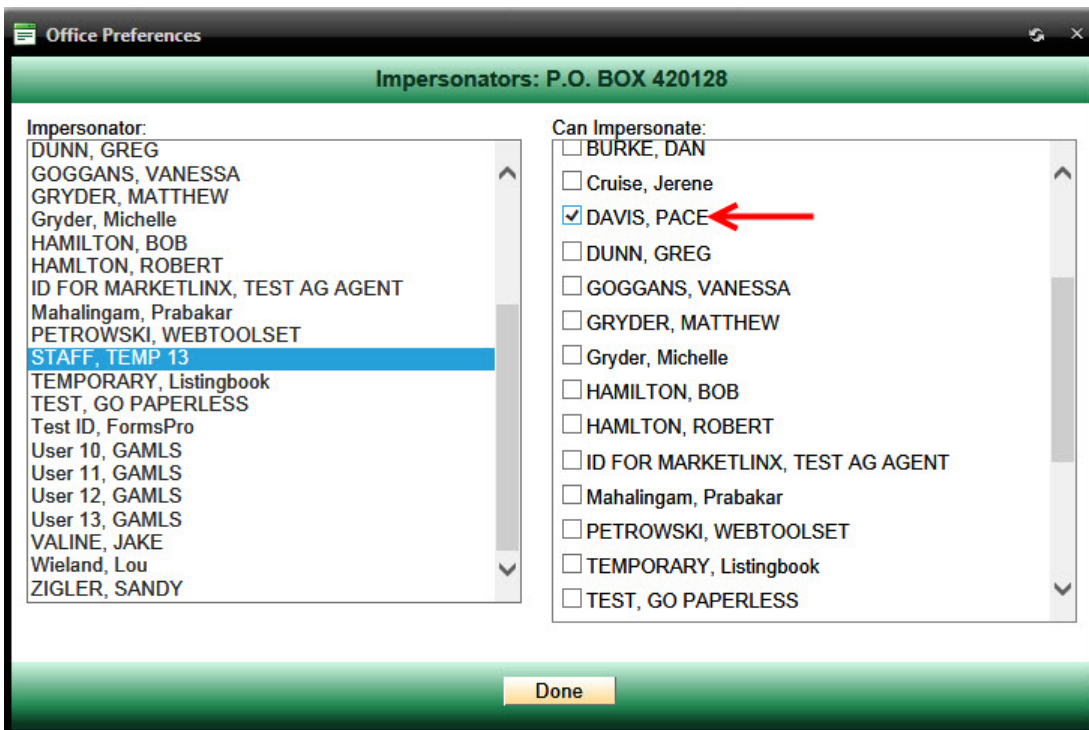 Office Preferences
Impersonators: P.O. BOX 420128
Impersonator:
DUNN, GREG
GOGGANS, VANESSA
GRYDER, MATTHEW
Gryder, Michelle
HAMILTON, BOB
HAMLTON, ROBERT
ID FOR MARKETLINX, TEST AG AGENT
Mahalingam, Prabakar
PETROWSKI, WEBTOOLSET
STAFF, TEMP 13
TEMPORARY, Listingbook
TEST, GO PAPERLESS
Test ID, FormsPro
User 10, GAMLS
User 11, GAMLS
User 12, GAMLS
User 13, GAMLS
VALINE, JAKE
Wieland, Lou
ZIGLER, SANDY
Can Impersonate:
BURKE, DAN
Cruise, Jerene
DAVIS, PACE
DUNN, GREG
GOGGANS, VANESSA
GRYDER, MATTHEW
Gryder, Michelle
HAMILTON, BOB
HAMLTON, ROBERT
ID FOR MARKETLINX, TEST AG AGENT
Mahalingam, Prabakar
PETROWSKI, WEBTOOLSET
TEMPORARY, Listingbook
TEST, GO PAPERLESS
Done